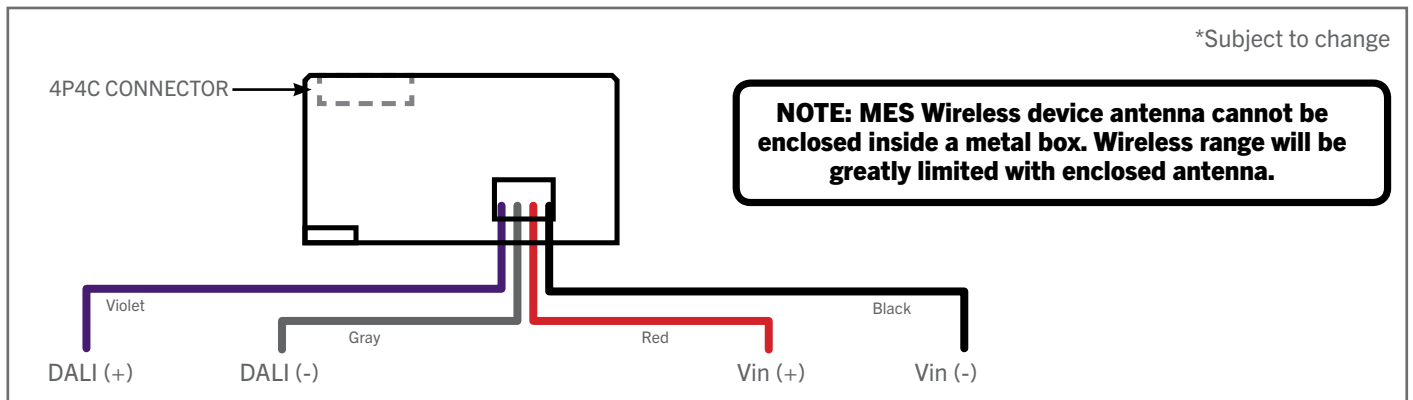 *Subject to change
4P4C CONNECTOR
NOTE: MES Wireless device antenna cannot be
enclosed inside a metal box. Wireless range will be
greatly limited with enclosed antenna.
Violet
Gray
Red
Black
DALI (+)
DALI (-)
Vin (+)
Vin (-)